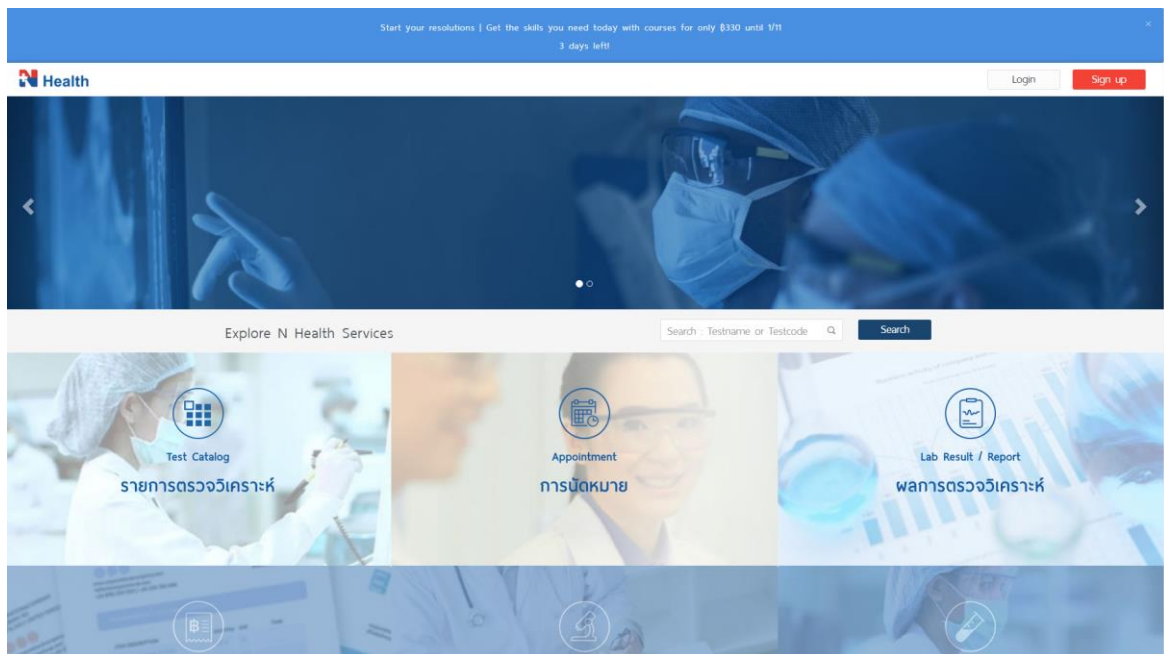 Start your resolutions | Get the skills you need today with courses for only ฿330 until 1/11
×
3 days left!
N Health
Login
Sign up
Explore N Health Services
Search : Testname or Testcode
Search
Test Catalog
รายการตรวจวิเคราะห์
Appointment
การนัดหมาย
Lab Result / Report
ผลการตรวจวิเคราะห์